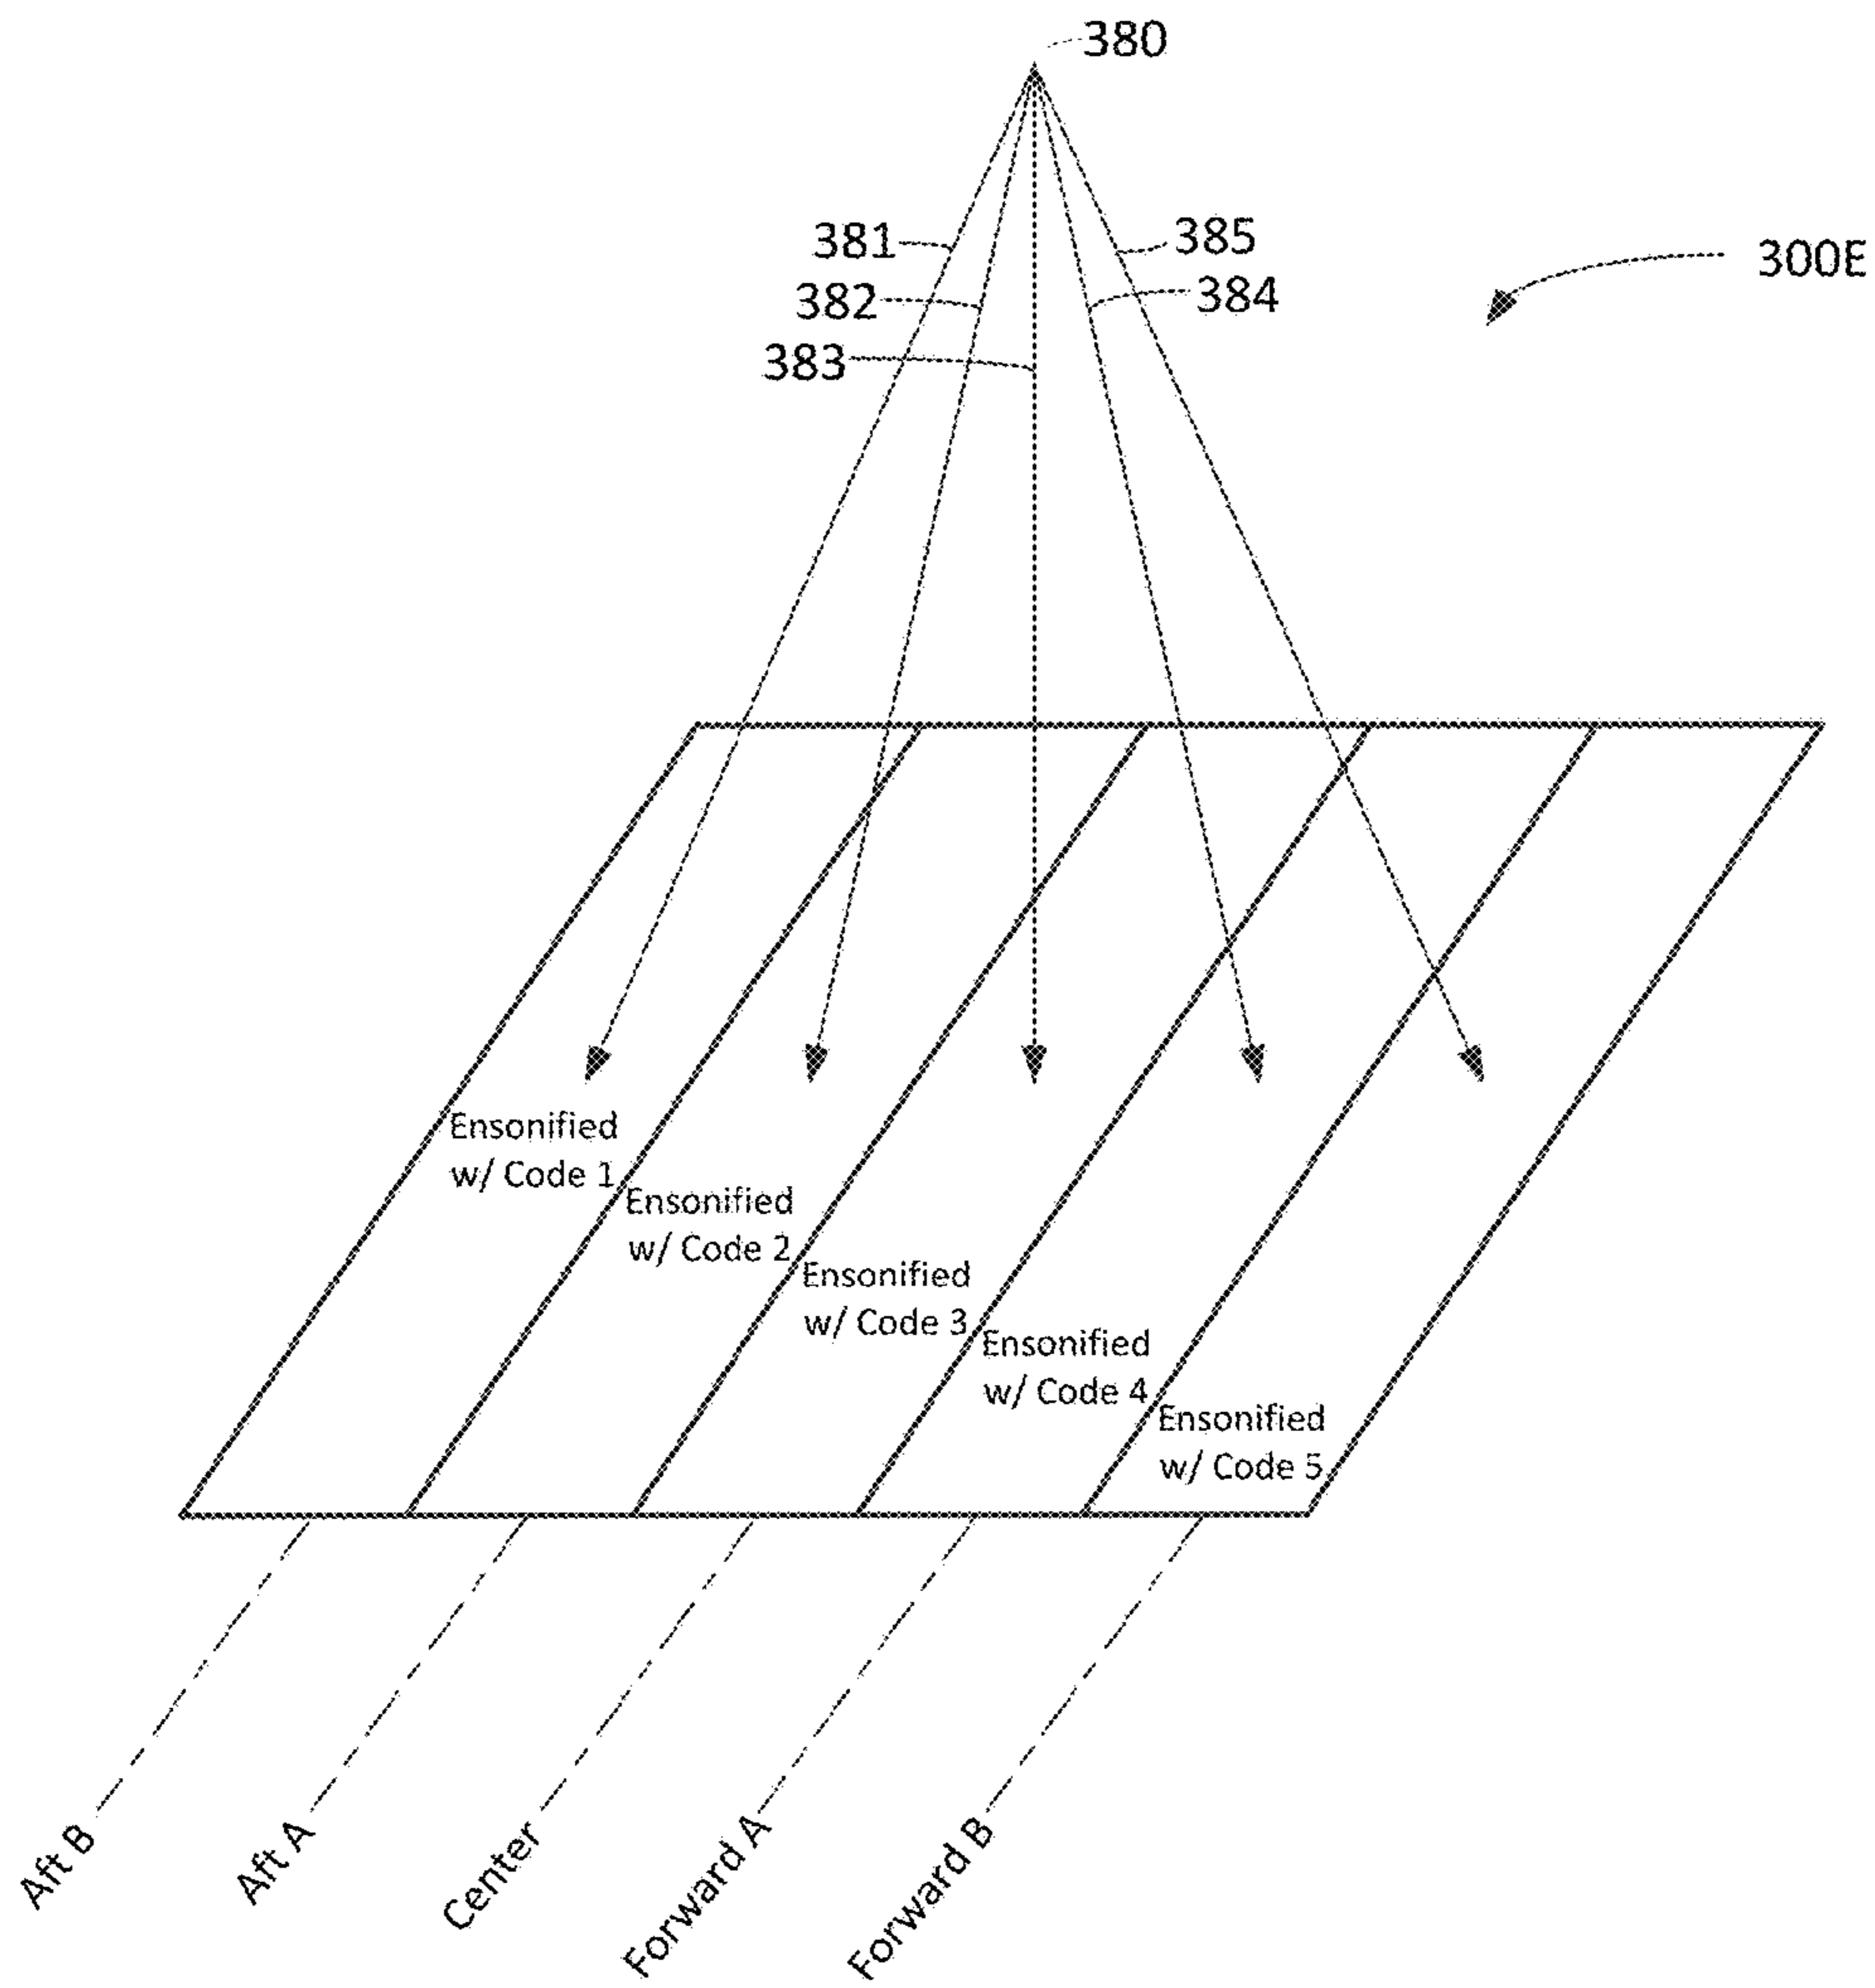 380
381
385
300E
382
384
383
Ensonified
w/ Code 1
Ensonified
w/ Code 2
Ensonified
w/ Code 3
Ensonified
w/ Code 4
Ensonified
w/ Code 5
Aft B
Aft A
Center
Forward A
Forward B